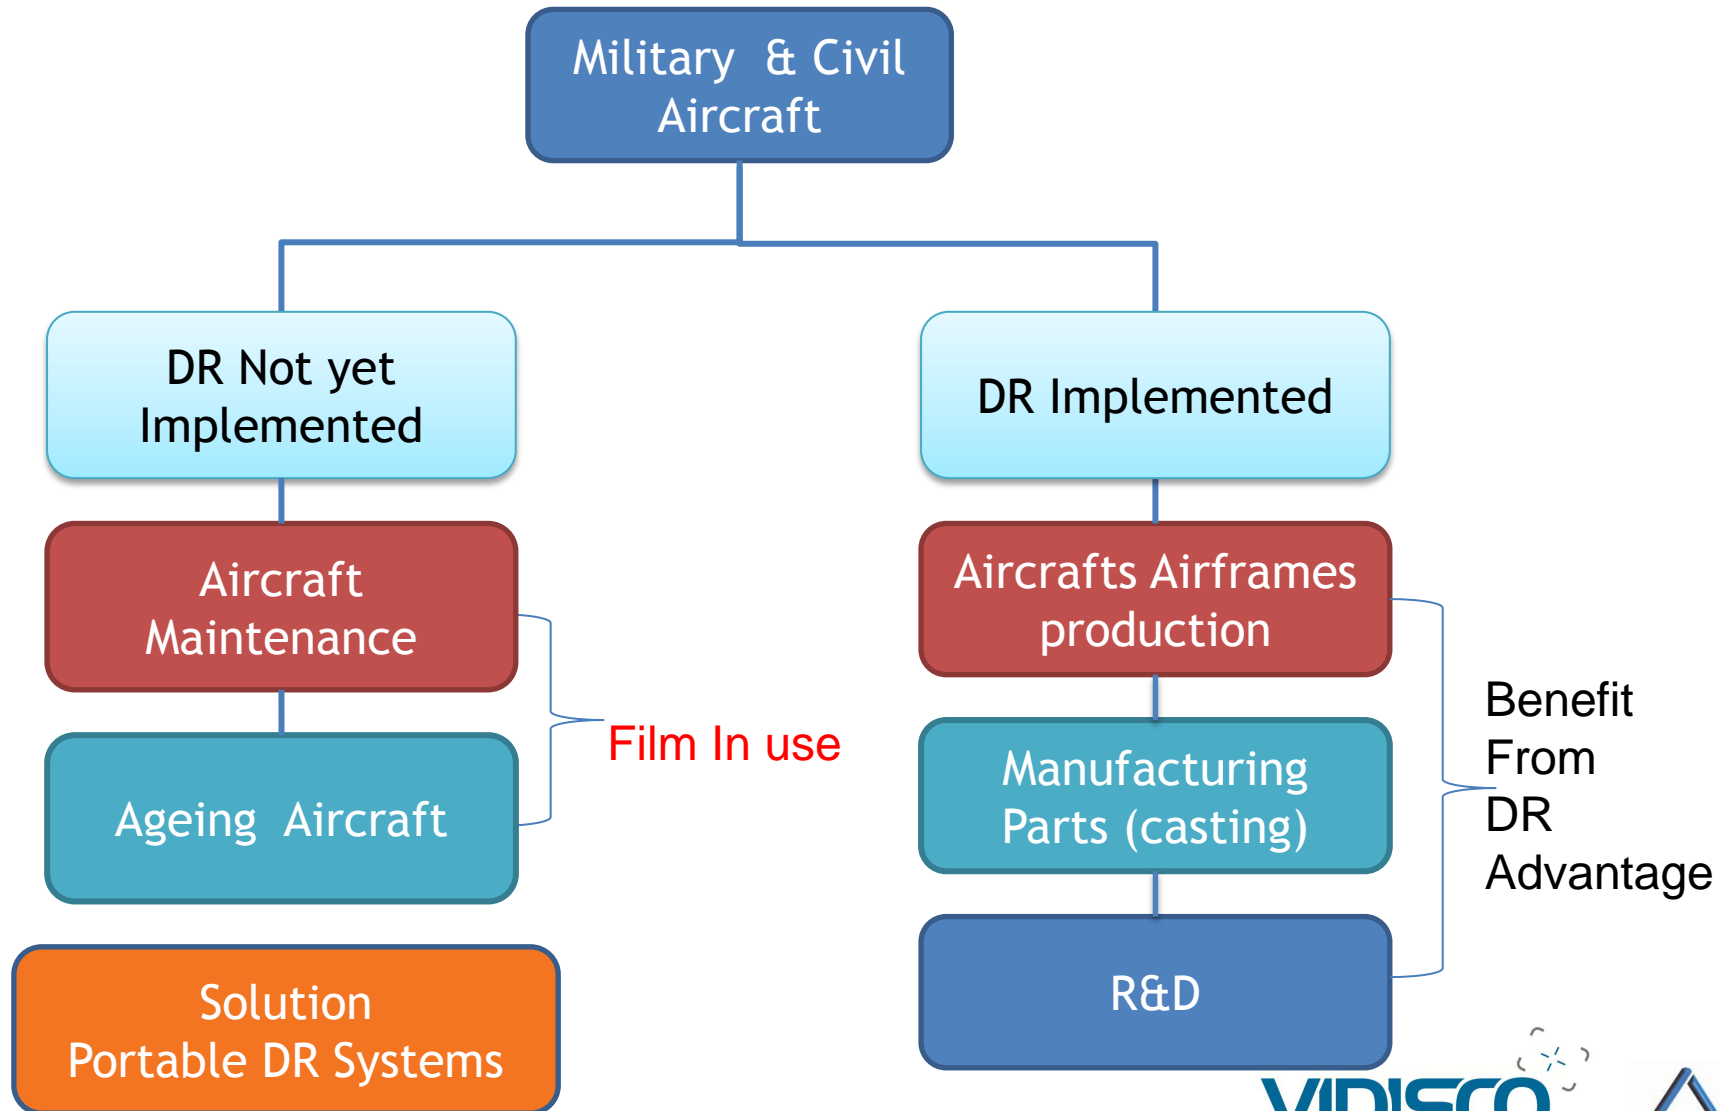 Military & Civil
Aircraft
DR Not yet
Implemented
DR Implemented
Aircraft
Maintenance
Aircrafts Airframes
production
Film In use
Benefit
From
DR
Advantage
Ageing Aircraft
Manufacturing
Parts (casting)
Solution
Portable DR Systems
R&D
VIDISCO